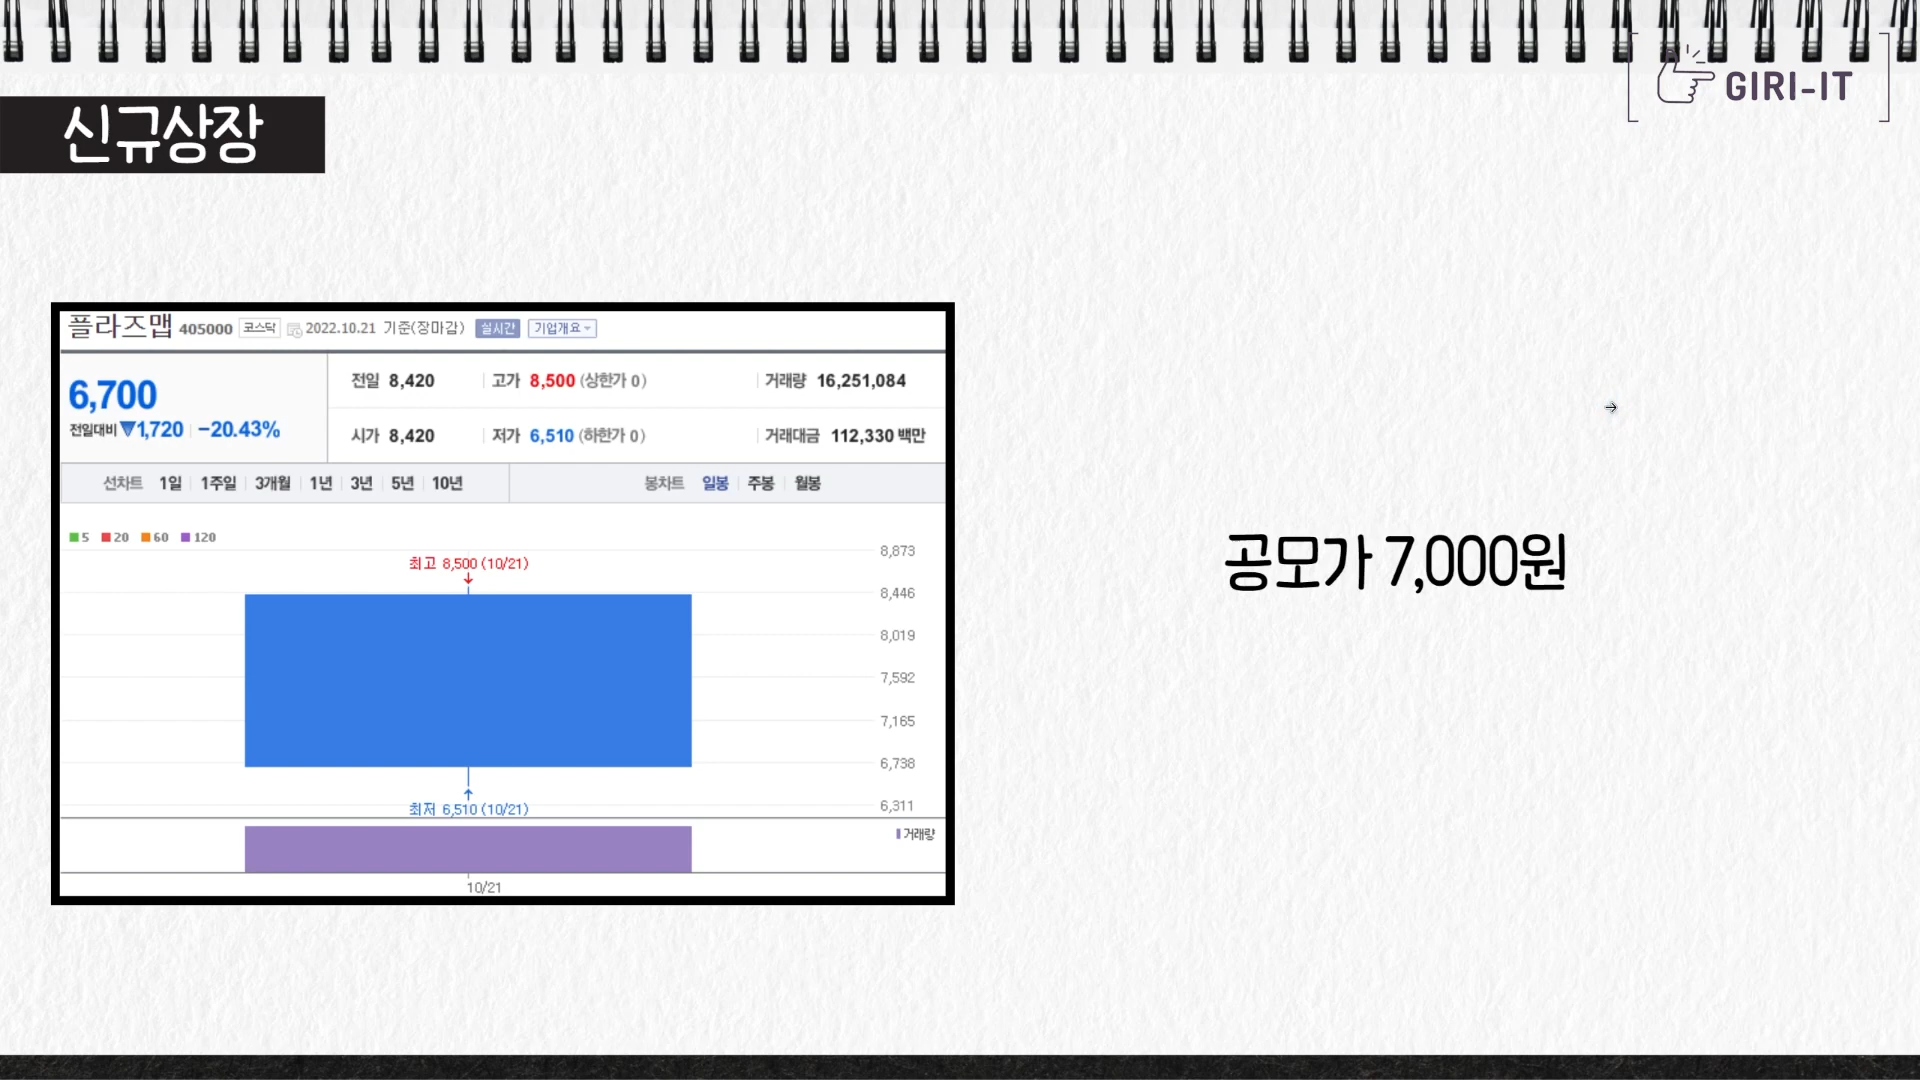 GIRI-IT
신규상장
플라즈맵 405000 코스닥 2022.10.21 기준(장마감) 실시간 기업개요
6,700
전일대비 ▼1,720 -20.43%
전일 8,420 고가 8,500 (상한가 0) 거래량 16,251,084
시가 8,420 저가 6,510 (하한가 0) 거래대금 112,330 백만
선차트 1일 1주일 3개월 1년 3년 5년 10년 봉차트 일봉 주봉 월봉
5 20 60 120
최고 8,500 (10/21)
8,873
8,446
8,019
7,592
7,165
6,738
6,311
최저 6,510 (10/21)
거래량
10/21
공모가 7,000원